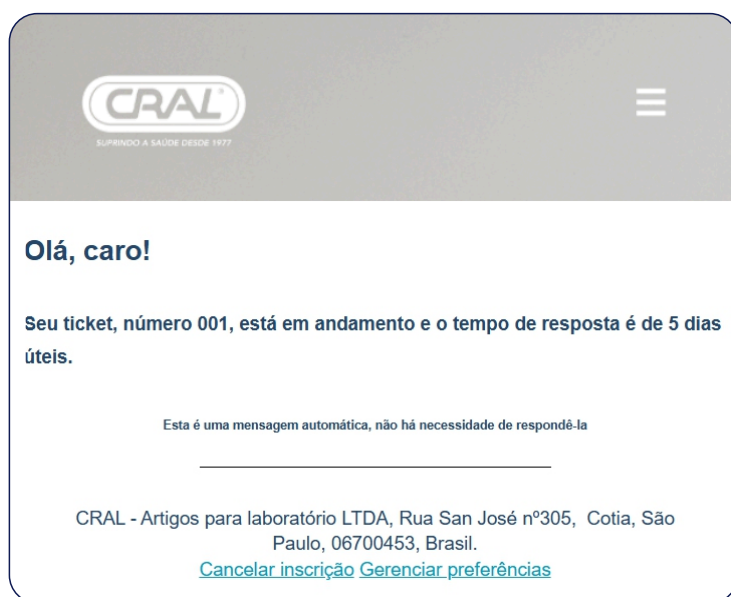 CRAL®
SUPRINDO A SAÚDE DESDE 1977
Olá, caro!
Seu ticket, número 001, está em andamento e o tempo de resposta é de 5 dias
úteis.
Esta é uma mensagem automática, não há necessidade de respondê-la
CRAL - Artigos para laboratório LTDA, Rua San José nº305, Cotia, São
Paulo, 06700453, Brasil.
Cancelar inscrição Gerenciar preferências